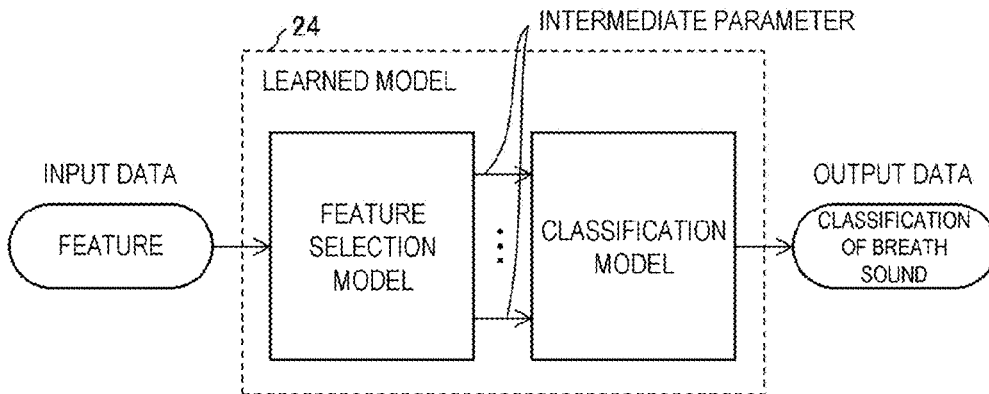 24
INTERMEDIATE PARAMETER
LEARNED MODEL
INPUT DATA
FEATURE
FEATURE
SELECTION
MODEL
CLASSIFICATION
MODEL
OUTPUT DATA
CLASSIFICATION
OF BREATH
SOUND